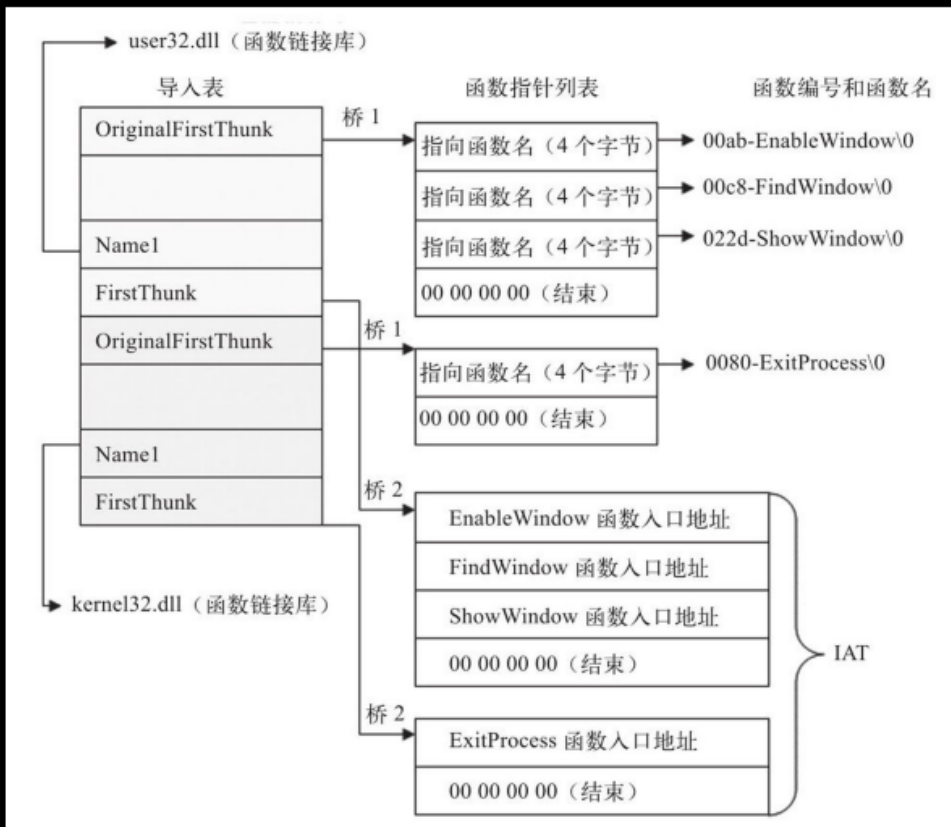 user32.dll（函数链接库）
导入表
函数指针列表
函数编号和函数名
OriginalFirstThunk
桥 1
指向函数名（4 个字节）
00ab-EnableWindow\0
指向函数名（4 个字节）
00c8-FindWindow\0
Name1
指向函数名（4 个字节）
022d-ShowWindow\0
FirstThunk
00 00 00 00（结束）
桥 1
OriginalFirstThunk
指向函数名（4 个字节）
0080-ExitProcess\0
00 00 00 00（结束）
Name1
FirstThunk
桥 2
EnableWindow 函数入口地址
FindWindow 函数入口地址
kernel32.dll（函数链接库）
ShowWindow 函数入口地址
00 00 00 00（结束）
IAT
桥 2
ExitProcess 函数入口地址
00 00 00 00（结束）